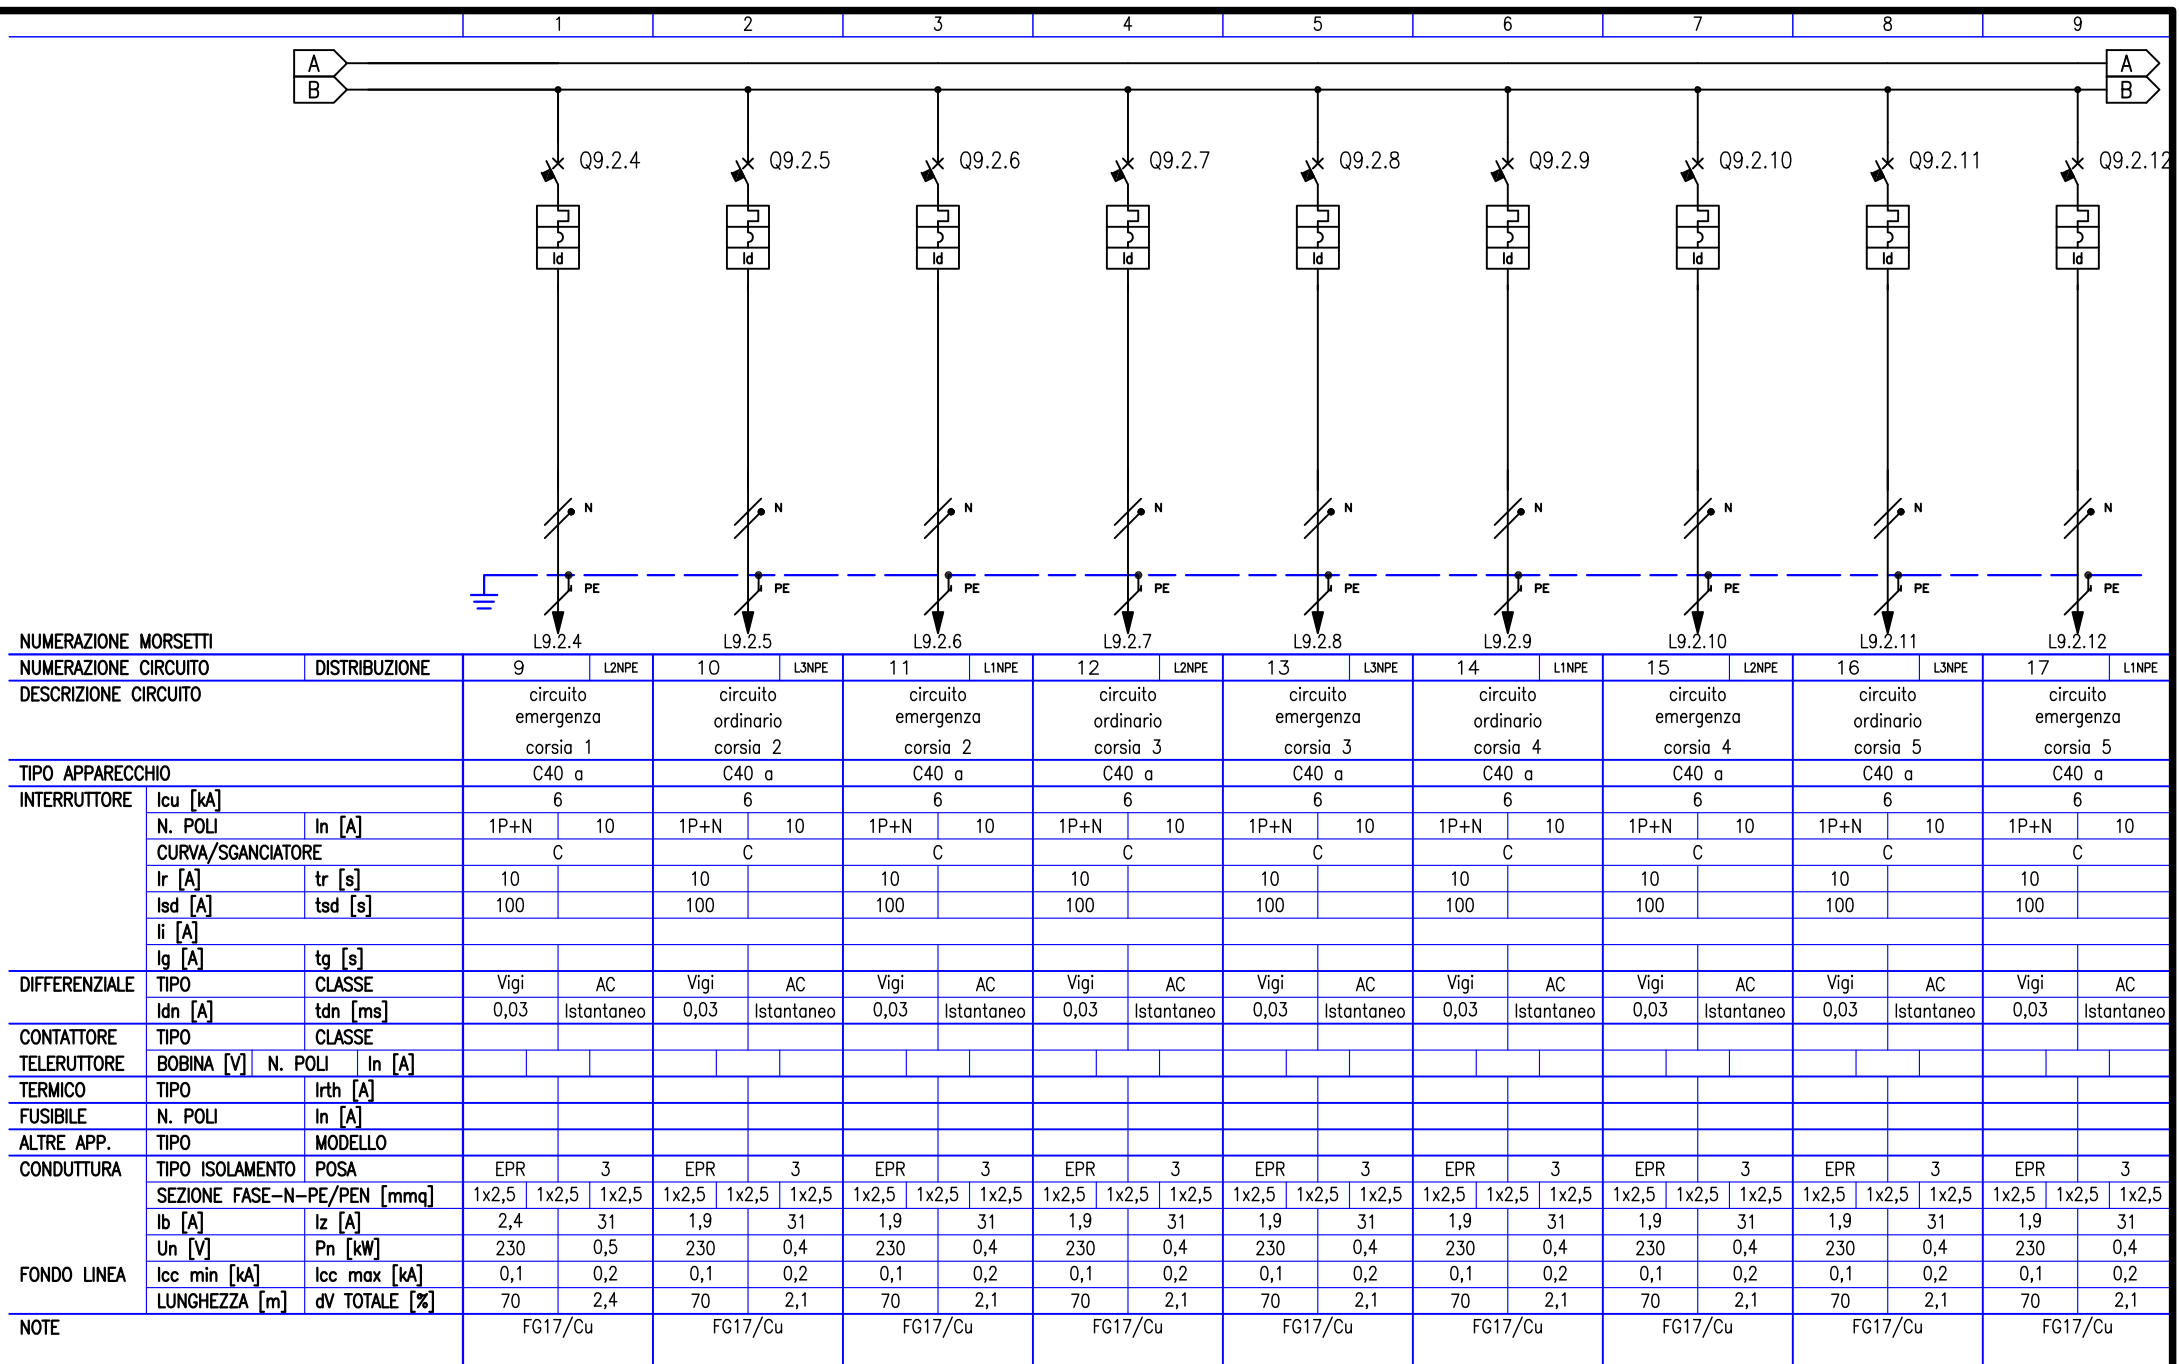 1 2 3 4 5 6 7 8 9
A A
B B
Q9.2.4 Q9.2.5 Q9.2.6 Q9.2.7 Q9.2.8 Q9.2.9 Q9.2.10 Q9.2.11 Q9.2.12
Id Id Id Id Id Id Id Id Id
N N N N N N N N N
PE PE PE PE PE PE PE PE PE
NUMERAZIONE MORSETTI L9.2.4 L9.2.5 L9.2.6 L9.2.7 L9.2.8 L9.2.9 L9.2.10 L9.2.11 L9.2.12
NUMERAZIONE CIRCUITO DISTRIBUZIONE 9 L2NPE 10 L3NPE 11 L1NPE 12 L2NPE 13 L3NPE 14 L1NPE 15 L2NPE 16 L3NPE 17 L1NPE
DESCRIZIONE CIRCUITO circuito circuito circuito circuito circuito circuito circuito circuito circuito
emergenza ordinario emergenza ordinario emergenza ordinario emergenza ordinario emergenza
corsia 1 corsia 2 corsia 2 corsia 3 corsia 3 corsia 4 corsia 4 corsia 5 corsia 5
TIPO APPARECCHIO C40 a C40 a C40 a C40 a C40 a C40 a C40 a C40 a C40 a
INTERRUTTORE Icu [kA] 6 6 6 6 6 6 6 6 6
N. POLI In [A] 1P+N 10 1P+N 10 1P+N 10 1P+N 10 1P+N 10 1P+N 10 1P+N 10 1P+N 10 1P+N 10
CURVA/SGANCIATORE C C C C C C C C C
Ir [A] tr [s] 10 10 10 10 10 10 10 10 10
Isd [A] tsd [s] 100 100 100 100 100 100 100 100 100
Ii [A]
Ig [A] tg [s]
DIFFERENZIALE TIPO CLASSE Vigi AC Vigi AC Vigi AC Vigi AC Vigi AC Vigi AC Vigi AC Vigi AC Vigi AC
Idn [A] tdn [ms] 0,03 Istantaneo 0,03 Istantaneo 0,03 Istantaneo 0,03 Istantaneo 0,03 Istantaneo 0,03 Istantaneo 0,03 Istantaneo 0,03 Istantaneo 0,03 Istantaneo
CONTATTORE TIPO CLASSE
TELERUTTORE BOBINA [V] N. POLI In [A]
TERMICO TIPO Irth [A]
FUSIBILE N. POLI In [A]
ALTRE APP. TIPO MODELLO
CONDUTTURA TIPO ISOLAMENTO POSA EPR 3 EPR 3 EPR 3 EPR 3 EPR 3 EPR 3 EPR 3 EPR 3 EPR 3
SEZIONE FASE-N-PE/PEN [mmq] 1x2,5 1x2,5 1x2,5 1x2,5 1x2,5 1x2,5 1x2,5 1x2,5 1x2,5 1x2,5 1x2,5 1x2,5 1x2,5 1x2,5 1x2,5 1x2,5 1x2,5 1x2,5 1x2,5 1x2,5 1x2,5 1x2,5 1x2,5 1x2,5 1x2,5 1x2,5 1x2,5
Ib [A] Iz [A] 2,4 31 1,9 31 1,9 31 1,9 31 1,9 31 1,9 31 1,9 31 1,9 31 1,9 31
Un [V] Pn [kW] 230 0,5 230 0,4 230 0,4 230 0,4 230 0,4 230 0,4 230 0,4 230 0,4 230 0,4
FONDO LINEA Icc min [kA] Icc max [kA] 0,1 0,2 0,1 0,2 0,1 0,2 0,1 0,2 0,1 0,2 0,1 0,2 0,1 0,2 0,1 0,2 0,1 0,2
LUNGHEZZA [m] dV TOTALE [%] 70 2,4 70 2,1 70 2,1 70 2,1 70 2,1 70 2,1 70 2,1 70 2,1 70 2,1
NOTE FG17/Cu FG17/Cu FG17/Cu FG17/Cu FG17/Cu FG17/Cu FG17/Cu FG17/Cu FG17/Cu